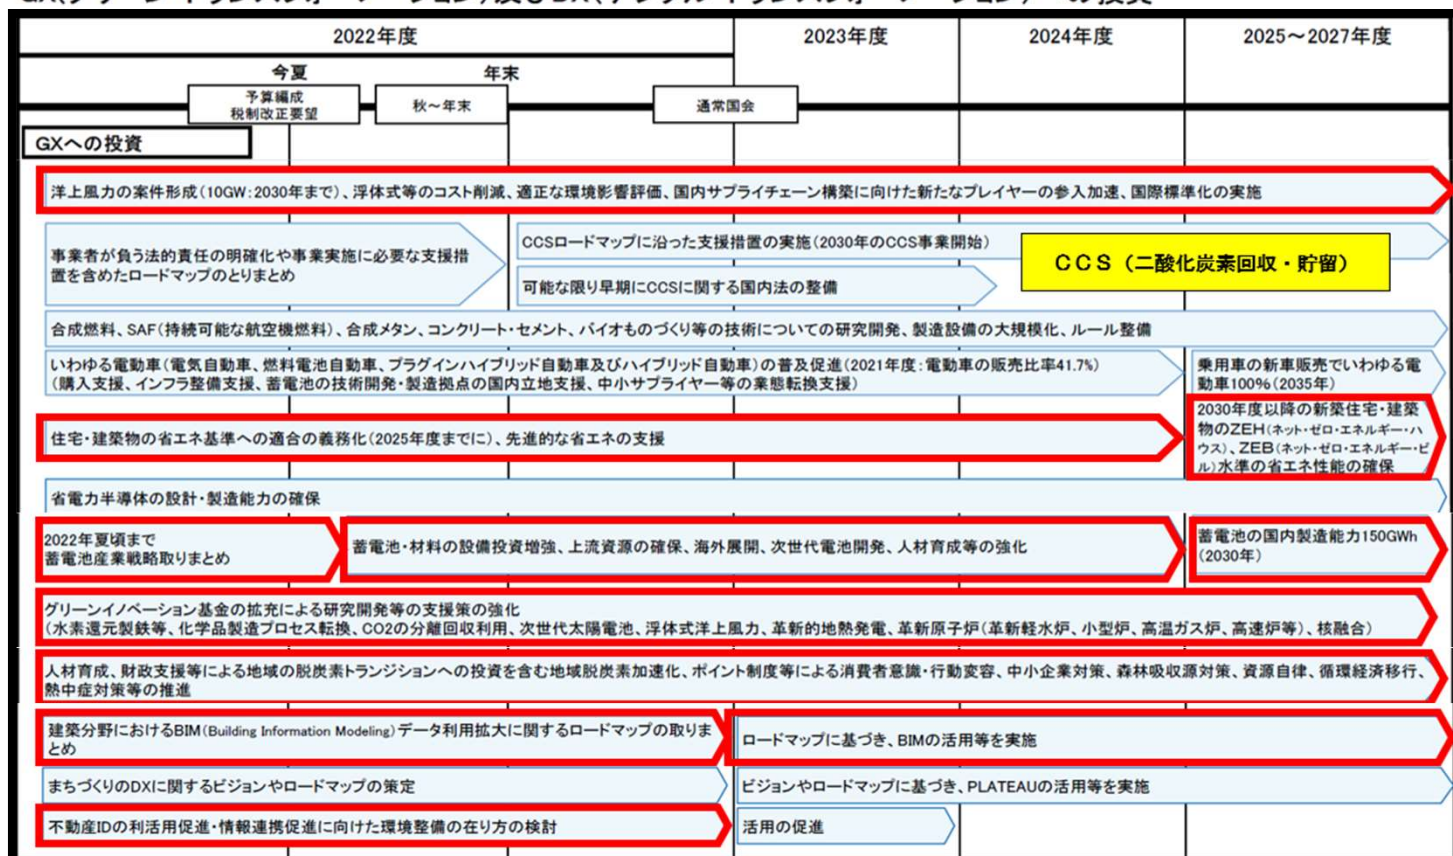 GX(グリーン・トランスフォーメーション)及びDX(デジタル・トランスフォーメーション)への投資
2022年度
2023年度
2024年度
2025～2027年度
今夏
年末
予算編成
税制改正要望
秋～年末
通常国会
GXへの投資
洋上風力の案件形成(10GW:2030年まで)、浮体式等のコスト削減、適正な環境影響評価、国内サプライチェーン構築に向けた新たなプレイヤーの参入加速、国際標準化の実施
事業者が負う法的責任の明確化や事業実施に必要な支援措
置を含めたロードマップのとりまとめ
CCSロードマップに沿った支援措置の実施(2030年のCCS事業開始)
可能な限り早期にCCSに関する国内法の整備
CCS(二酸化炭素回収・貯留)
合成燃料、SAF(持続可能な航空機燃料)、合成メタン、コンクリート・セメント、バイオものづくり等の技術についての研究開発、製造設備の大規模化、ルール整備
いわゆる電動車(電気自動車、燃料電池自動車、プラグインハイブリッド自動車及びハイブリッド自動車)の普及促進(2021年度:電動車の販売比率41.7%)
(購入支援、インフラ整備支援、蓄電池の技術開発・製造拠点の国内立地支援、中小サプライヤー等の業態転換支援)
乗用車の新車販売でいわゆる電
動車100%(2035年)
住宅・建築物の省エネ基準への適合の義務化(2025年度までに)、先進的な省エネの支援
2030年度以降の新築住宅・建築
物のZEH(ネット・ゼロ・エネルギー・ハ
ウス)、ZEB(ネット・ゼロ・エネルギー・ビ
ル)水準の省エネ性能の確保
省電力半導体の設計・製造能力の確保
2022年夏頃まで
蓄電池産業戦略取りまとめ
蓄電池・材料の設備投資増強、上流資源の確保、海外展開、次世代電池開発、人材育成等の強化
蓄電池の国内製造能力150GWh
(2030年)
グリーンイノベーション基金の拡充による研究開発等の支援策の強化
(水素還元製鉄等、化学品製造プロセス転換、CO2の分離回収利用、次世代太陽電池、浮体式洋上風力、革新的地熱発電、革新原子炉(革新軽水炉、小型炉、高温ガス炉、高速炉等)、核融合)
人材育成、財政支援等による地域の脱炭素トランジションへの投資を含む地域脱炭素加速化、ポイント制度等による消費者意識・行動変容、中小企業対策、森林吸収源対策、資源自律、循環経済移行、
熱中症対策等の推進
建築分野におけるBIM(Building Information Modeling)データ利用拡大に関するロードマップの取りま
とめ
ロードマップに基づき、BIMの活用等を実施
まちづくりのDXに関するビジョンやロードマップの策定
ビジョンやロードマップに基づき、PLATEAUの活用等を実施
不動産IDの利活用促進・情報連携促進に向けた環境整備の在り方の検討
活用の促進